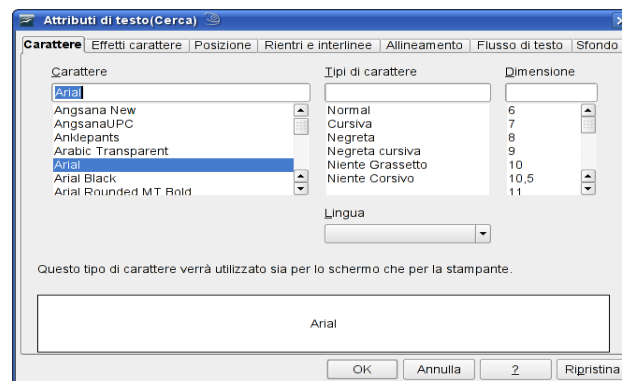 Attributi di testo(Cerca)
Carattere Effetti carattere Posizione Rientri e interlinee Allineamento Flusso di testo Sfondo
Carattere Tipi di carattere Dimensione
Arial
Angsana New Normal 6
AngsanaUPC Cursiva 7
Anklepants Negreta 8
Arabic Transparent Negreta cursiva 9
Arial Niente Grassetto 10
Arial Black Niente Corsivo 10,5
Arial Rounded MT Bold 11
Lingua
Questo tipo di carattere verrà utilizzato sia per lo schermo che per la stampante.
Arial
OK Annulla ? Ripristina